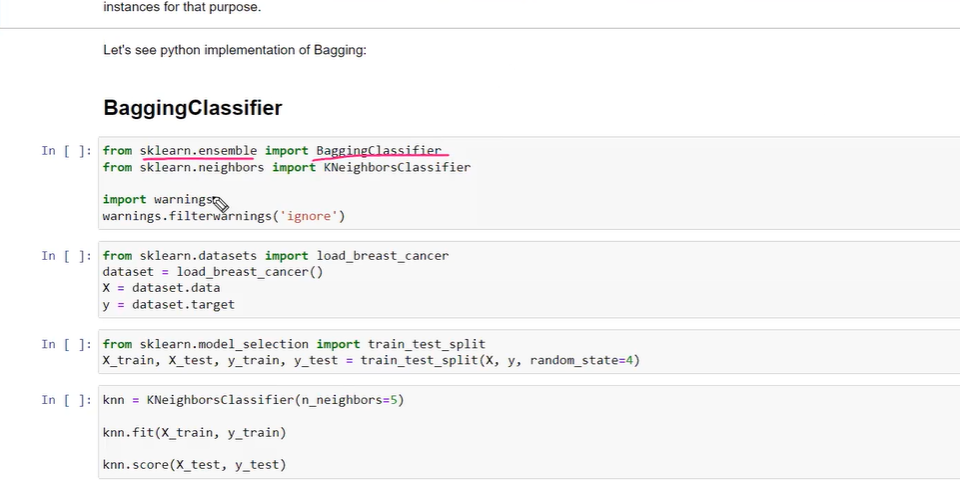 instances for that purpose.
Let's see python implementation of Bagging:
BaggingClassifier
In [ ]: from sklearn.ensemble import BaggingClassifier
from sklearn.neighbors import KNeighborsClassifier
import warnings
warnings.filterwarnings('ignore')
In [ ]: from sklearn.datasets import load_breast_cancer
dataset = load_breast_cancer()
X = dataset.data
y = dataset.target
In [ ]: from sklearn.model_selection import train_test_split
X_train, X_test, y_train, y_test = train_test_split(X, y, random_state=4)
In [ ]: knn = KNeighborsClassifier(n_neighbors=5)
knn.fit(X_train, y_train)
knn.score(X_test, y_test)